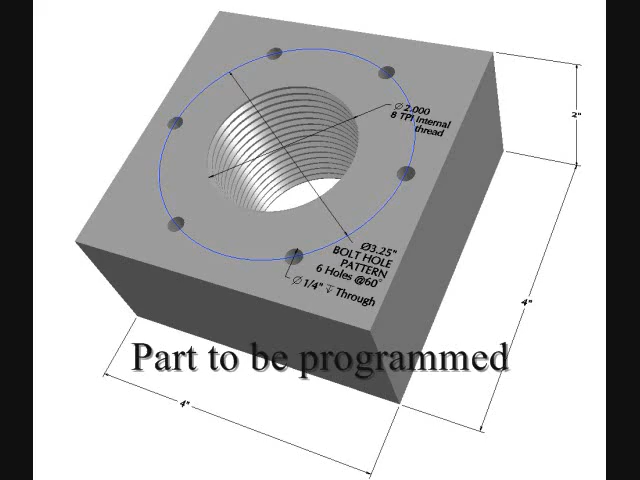 2"
Ø 2.000
8 TPI Internal
thread
Ø3.25"
BOLT HOLE
PATTERN
6 Holes @60°
Ø 1/4" ↧ Through
4"
Part to be programmed
4"